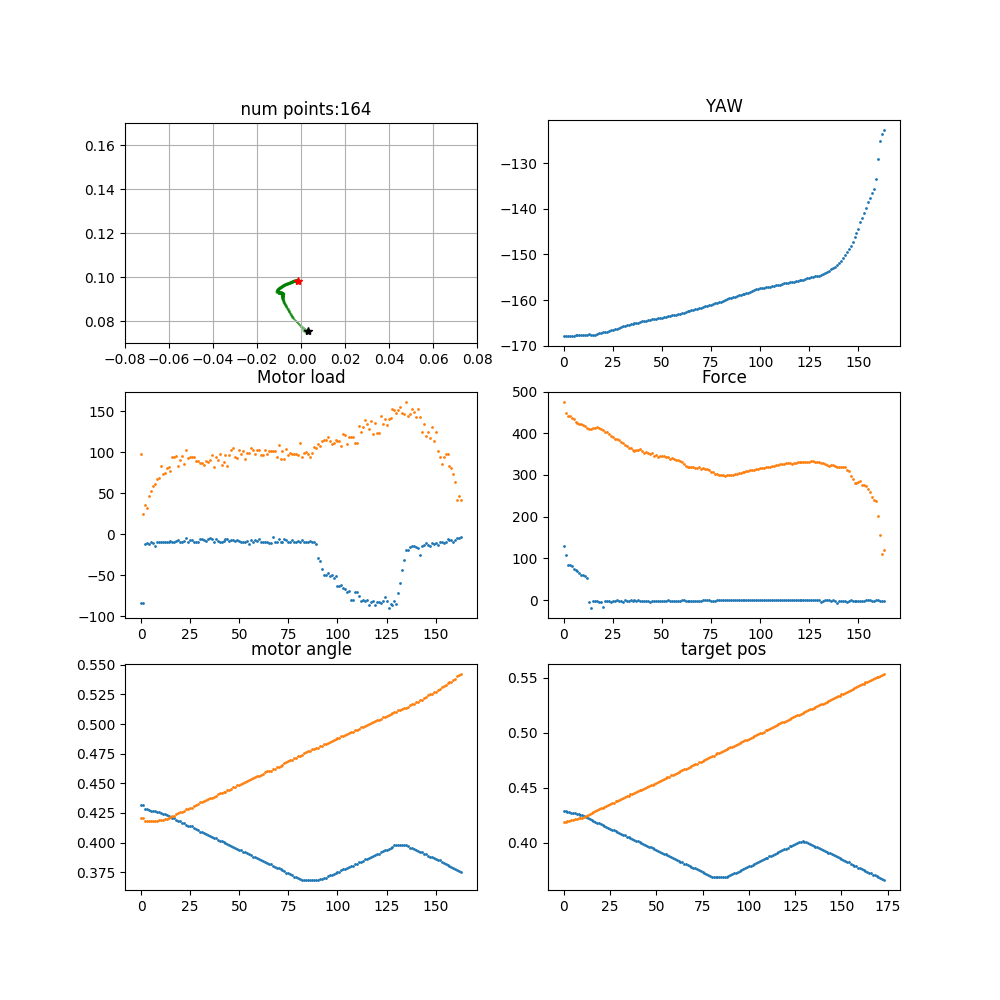 num points:164
YAW
0.16
0.14
0.12
0.10
0.08
−0.08 −0.06 −0.04 −0.02 0.00 0.02 0.04 0.06 0.08
−130
−140
−150
−160
−170
0 25 50 75 100 125 150
Motor load
Force
150
100
50
0
−50
−100
0 25 50 75 100 125 150
500
400
300
200
100
0
0 25 50 75 100 125 150
motor angle
target pos
0.550
0.525
0.500
0.475
0.450
0.425
0.400
0.375
0 25 50 75 100 125 150
0.55
0.50
0.45
0.40
0 25 50 75 100 125 150 175